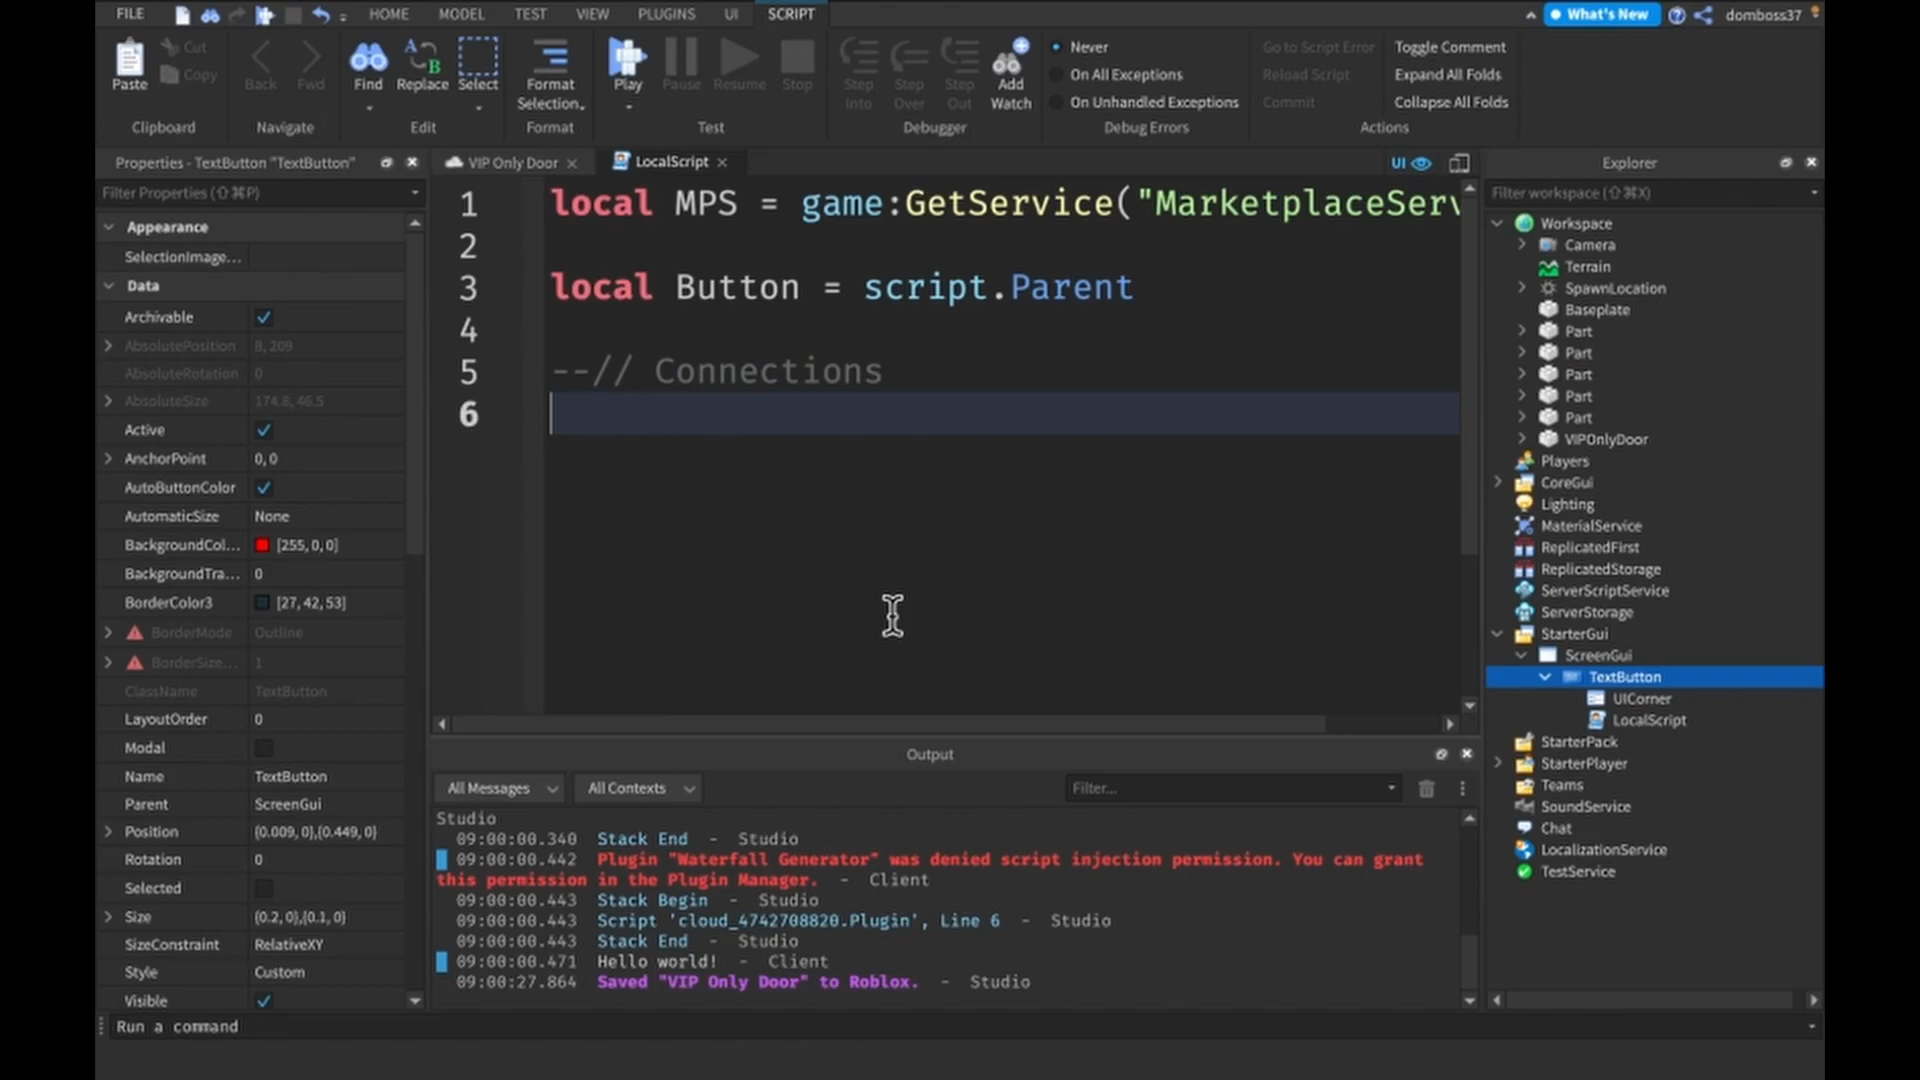 FILE HOME MODEL TEST VIEW PLUGINS UI SCRIPT What's New domboss37
Paste Cut Copy Back Fwd Find Replace Select Format Selection Play Pause Resume Stop Step Into Step Over Step Out Add Watch
Never
On All Exceptions
On Unhandled Exceptions
Go to Script Error
Reload Script
Commit
Toggle Comment
Expand All Folds
Collapse All Folds
Clipboard Navigate Edit Format Test Debugger Debug Errors Actions
Properties - TextButton "TextButton"
Filter Properties (⇧⌘P)
Appearance
SelectionImage...
Data
Archivable
AbsolutePosition 8, 209
AbsoluteRotation 0
AbsoluteSize 174.8, 46.5
Active
AnchorPoint 0, 0
AutoButtonColor
AutomaticSize None
BackgroundCol... [255, 0, 0]
BackgroundTra... 0
BorderColor3 [27, 42, 53]
BorderMode Outline
BorderSize... 1
ClassName TextButton
LayoutOrder 0
Modal
Name TextButton
Parent ScreenGui
Position {0.009, 0},{0.449, 0}
Rotation 0
Selected
Size {0.2, 0},{0.1, 0}
SizeConstraint RelativeXY
Style Custom
Visible
VIP Only Door LocalScript UI
1 local MPS = game:GetService("MarketplaceServ
2
3 local Button = script.Parent
4
5 --// Connections
6
Output
All Messages All Contexts Filter...
Studio
09:00:00.340 Stack End - Studio
09:00:00.442 Plugin "Waterfall Generator" was denied script injection permission. You can grant
this permission in the Plugin Manager. - Client
09:00:00.443 Stack Begin - Studio
09:00:00.443 Script 'cloud_4742708820.Plugin', Line 6 - Studio
09:00:00.443 Stack End - Studio
09:00:00.471 Hello world! - Client
09:00:27.864 Saved "VIP Only Door" to Roblox. - Studio
Explorer
Filter workspace (⇧⌘X)
Workspace
Camera
Terrain
SpawnLocation
Baseplate
Part
Part
Part
Part
Part
VIPOnlyDoor
Players
CoreGui
Lighting
MaterialService
ReplicatedFirst
ReplicatedStorage
ServerScriptService
ServerStorage
StarterGui
ScreenGui
TextButton
UICorner
LocalScript
StarterPack
StarterPlayer
Teams
SoundService
Chat
LocalizationService
TestService
Run a command